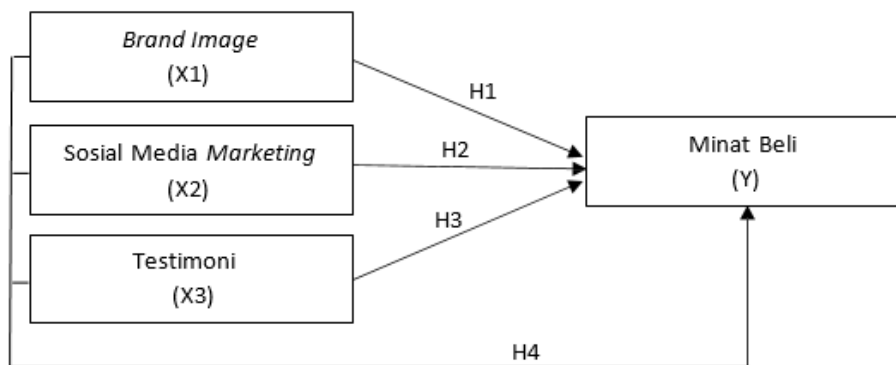 Brand Image
(X1)
H1
Sosial Media Marketing
(X2)
H2
Minat Beli
(Y)
Testimoni
(X3)
H3
H4